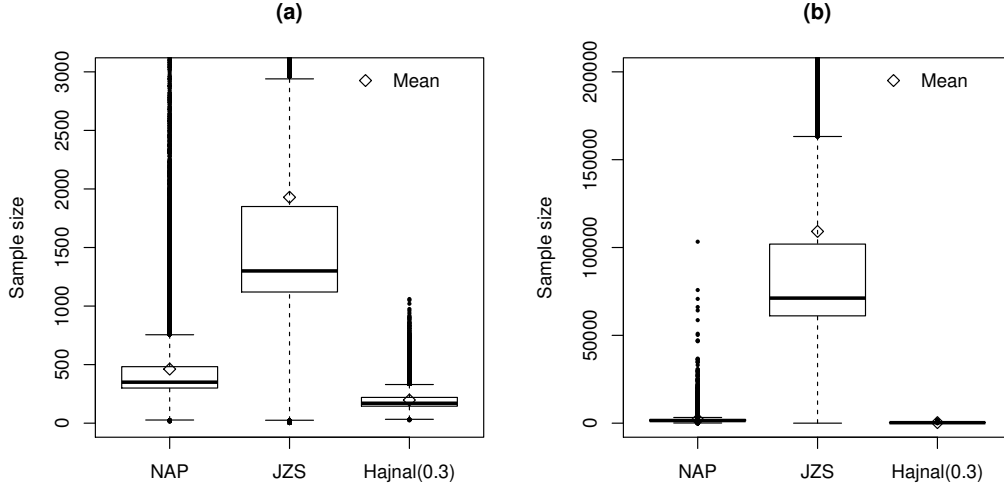 (a)
Sample size
3000
2500
2000
1500
1000
500
0
◇ Mean
NAP
JZS
Hajnal(0.3)
(b)
Sample size
200000
150000
100000
50000
0
◇ Mean
NAP
JZS
Hajnal(0.3)